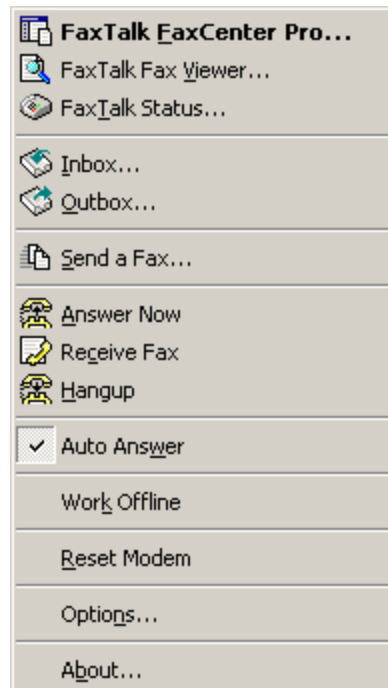 FaxTalk FaxCenter Pro...
FaxTalk Fax Viewer...
FaxTalk Status...
Inbox...
Outbox...
Send a Fax...
Answer Now
Receive Fax
Hangup
Auto Answer
Work Offline
Reset Modem
Options...
About...